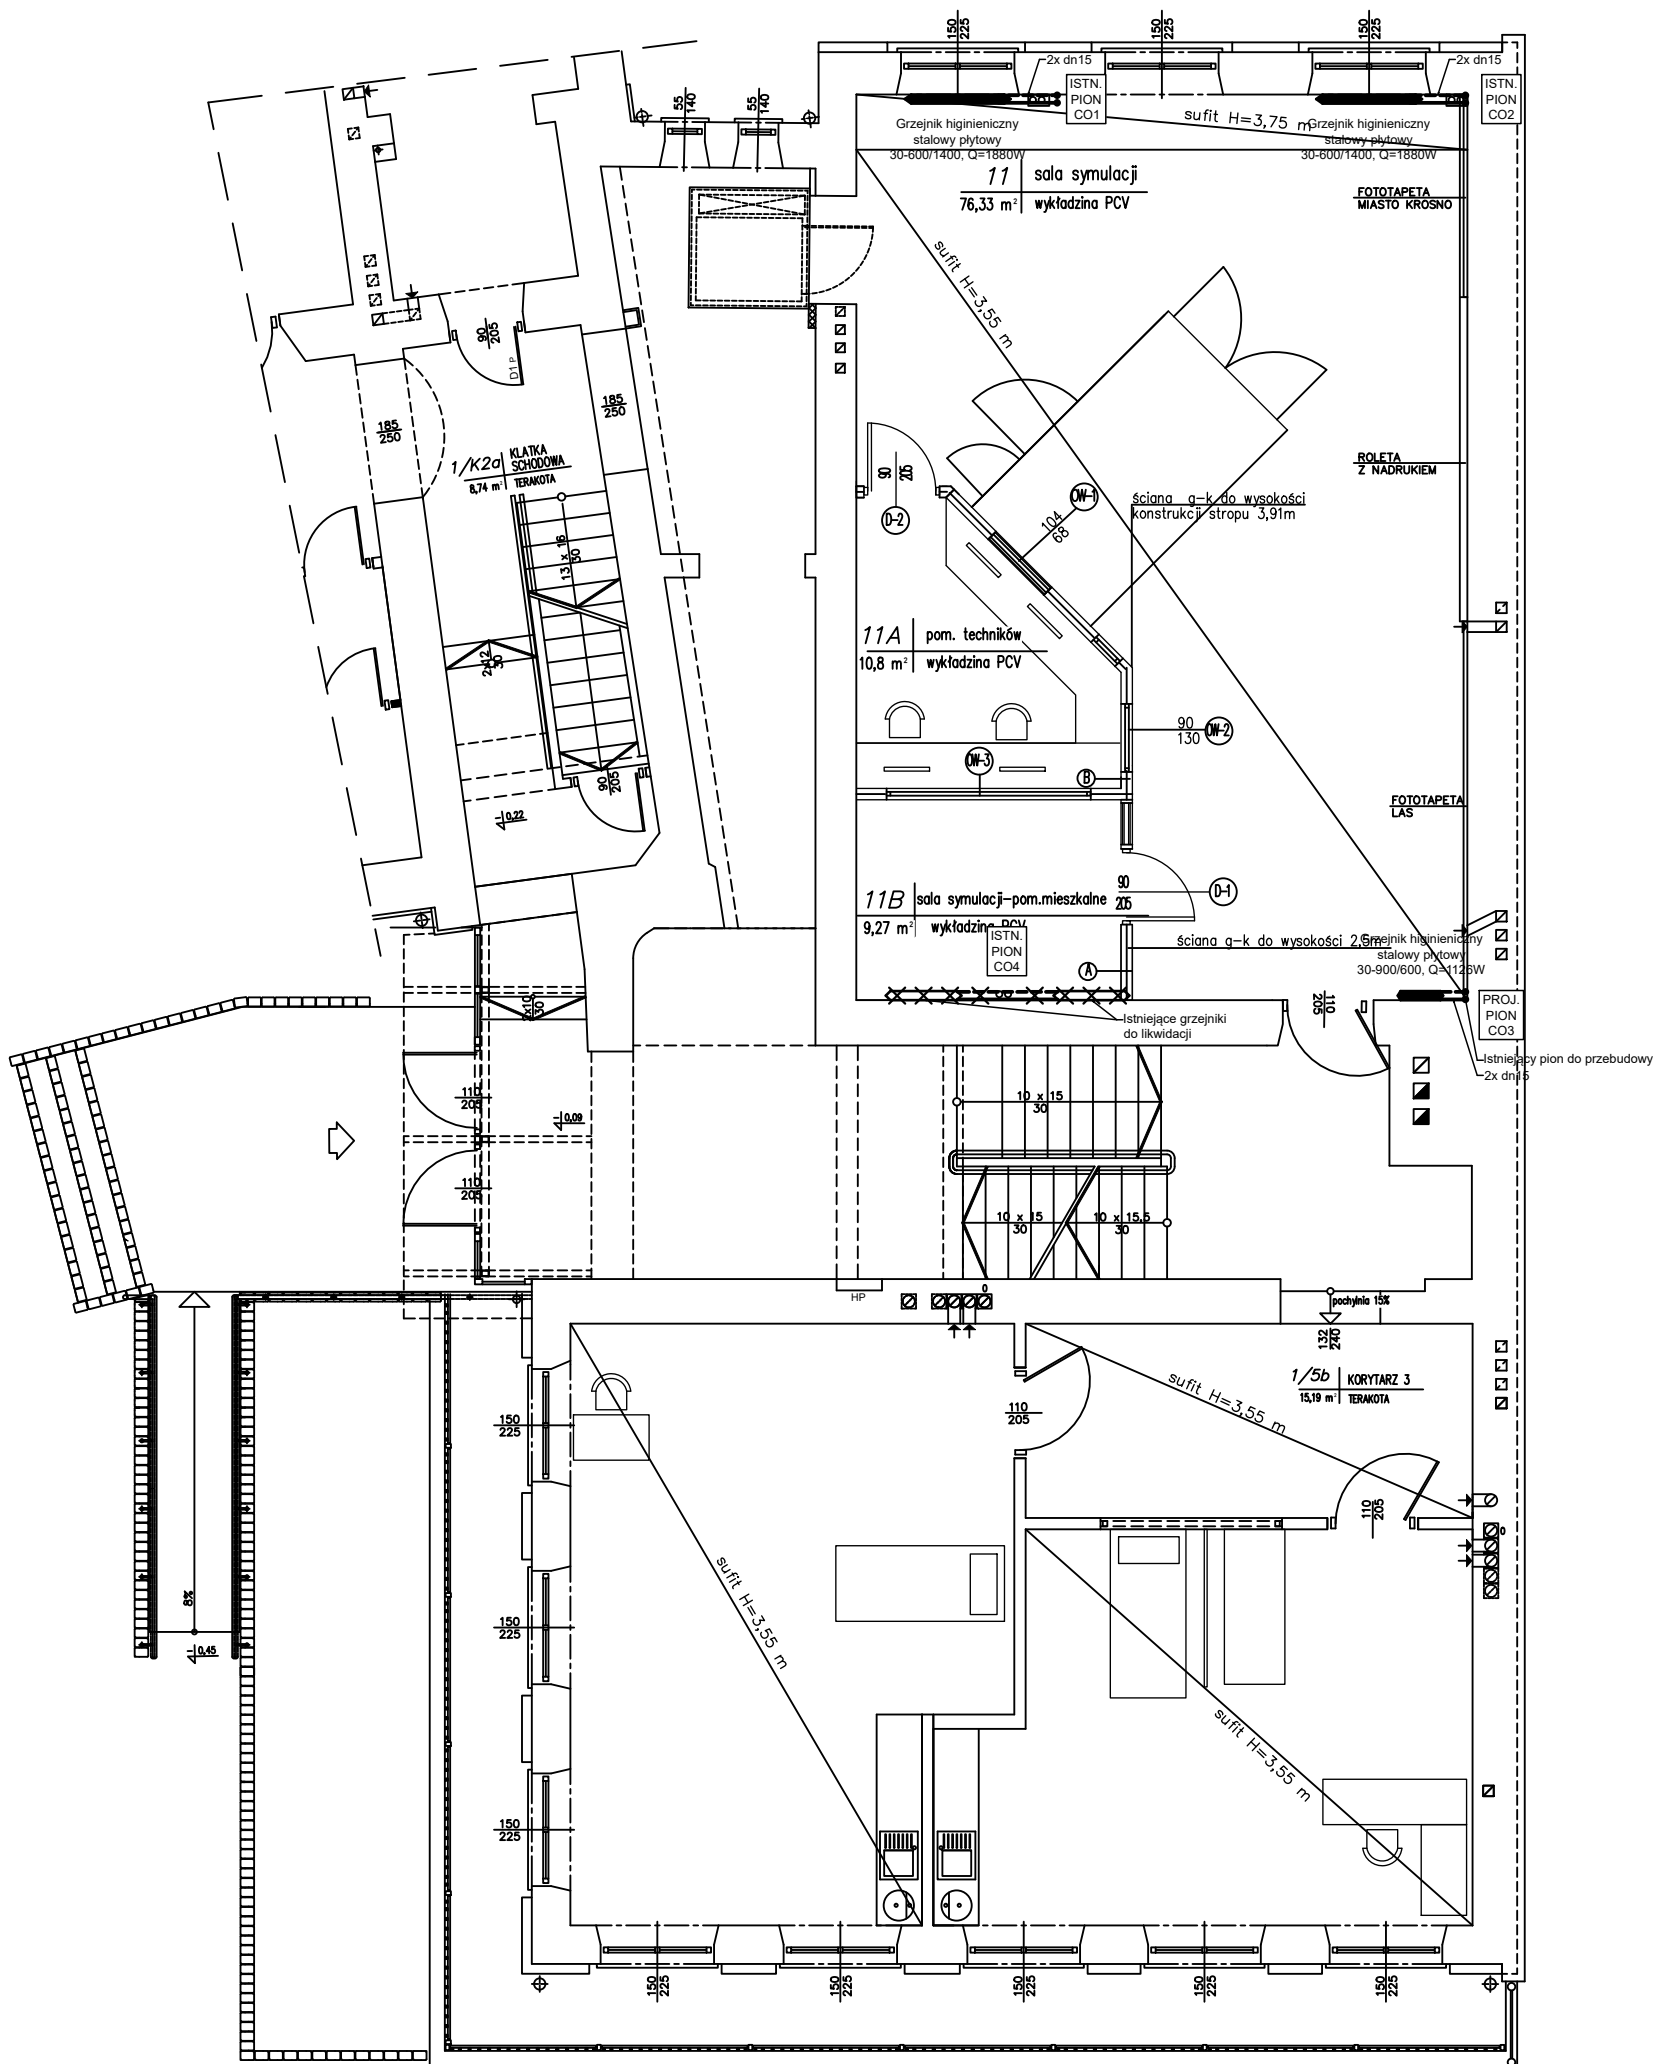 150
225
150
225
150
225
2x dn15
2x dn15
ISTN.
PION
CO1
ISTN.
PION
CO2
55
140
55
140
sufit H=3,75 m
Grzejnik higieniczny
stalowy płytowy
30-600/1400, Q=1880W
Grzejnik higinieniczny
stalowy płytowy
30-600/1400, Q=1880W
11 sala symulacji
76,33 m² wykładzina PCV
FOTOTAPETA
MIASTO KROSNO
sufit H=3,55 m
90
205
D1 P
185
250
185
250
1/K2a KLATKA
SCHODOWA
8,74 m² TERAKOTA
ROLETA
Z NADRUKIEM
90
205
D-2
OW-1
104
68
ściana g-k do wysokości
konstrukcji stropu 3,91m
13 x 16
30
11A pom. techników
10,8 m² wykładzina PCV
2x12
30
90
130
OW-2
OW-3
B
90
205
-0,22
FOTOTAPETA
LAS
11B sala symulacji-pom.mieszkalne
9,27 m² wykładzina PCV
90
205
D-1
ISTN.
PION
CO4
ściana g-k do wysokości 2,6m
Grzejnik higinieniczny
stalowy płytowy
30-900/600, Q=1126W
A
2x10
30
Istniejące grzejniki
do likwidacji
110
205
PROJ.
PION
CO3
Istniejący pion do przebudowy
2x dn15
110
205
-0,09
10 x 15
30
110
205
10 x 15
30
10 x 15,5
30
HP
0
pochylnia 15%
132
240
1/5b KORYTARZ 3
15,19 m² TERAKOTA
sufit H=3,55 m
150
225
110
205
110
205
0
sufit H=3,55 m
8%
-0,45
150
225
sufit H=3,55 m
150
225
150
225
150
225
150
225
150
225
150
225